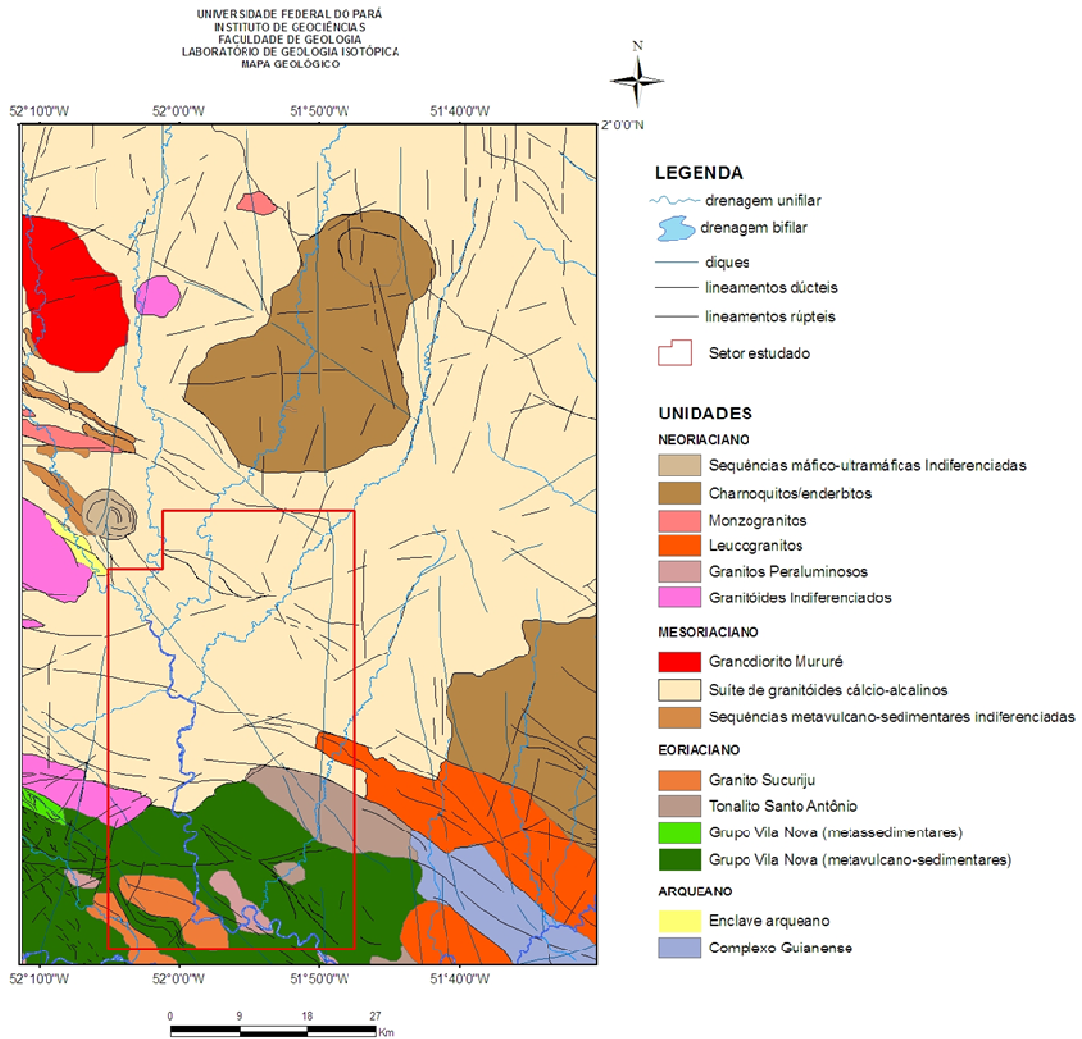 UNIVERSIDADE FEDERAL DO PARÁ
INSTITUTO DE GEOCIÊNCIAS
FACULDADE DE GEOLOGIA
LABORATÓRIO DE GEOLOGIA ISOTÓPICA
MAPA GEOLÓGICO
N
52°10'0"W
52°0'0"W
51°50'0"W
51°40'0"W
2°0'0"N
LEGENDA
drenagem unifilar
drenagem bifilar
diques
lineamentos dúcteis
lineamentos rúpteis
Setor estudado
UNIDADES
NEORIACIANO
Sequências máfico-utramáficas Indiferenciadas
Charnoquitos/enderbtos
Monzogranitos
Leucogranitos
Granitos Peraluminosos
Granitóides Indiferenciados
MESORIACIANO
Granodiorito Mururé
Suíte de granitóides cálcio-alcalinos
Sequências metavulcano-sedimentares indiferenciadas
EORIACIANO
Granito Sucuriju
Tonalito Santo Antônio
Grupo Vila Nova (metassedimentares)
Grupo Vila Nova (metavulcano-sedimentares)
ARQUEANO
Enclave arqueano
Complexo Guianense
52°10'0"W
52°0'0"W
51°50'0"W
51°40'0"W
0 9 18 27
Km